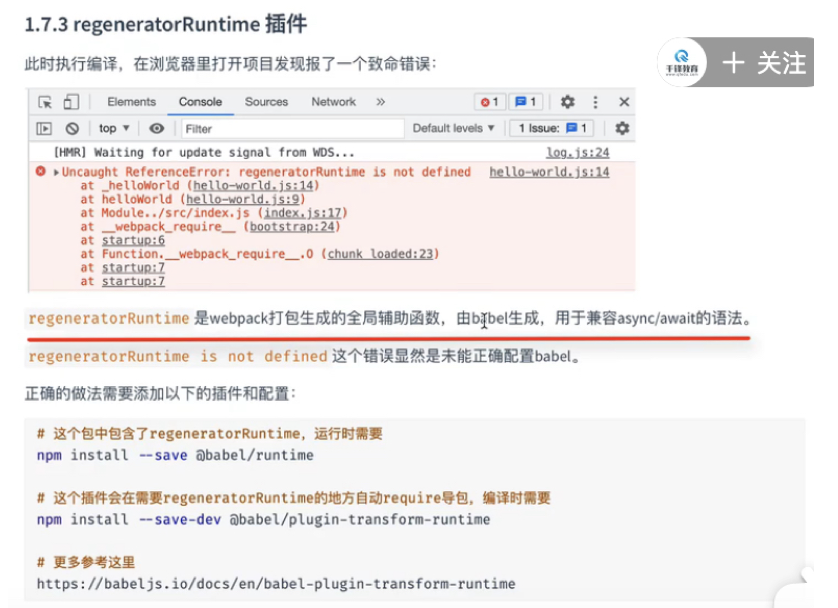 1.7.3 regeneratorRuntime 插件
千锋教育
关注
此时执行编译，在浏览器里打开项目发现报了一个致命错误：
Elements Console Sources Network » 1 1
top ▼ Filter Default levels ▼ 1 Issue: 1
[HMR] Waiting for update signal from WDS... log.js:24
▸Uncaught ReferenceError: regeneratorRuntime is not defined hello-world.js:14
at _helloWorld (hello-world.js:14)
at helloWorld (hello-world.js:9)
at Module../src/index.js (index.js:17)
at __webpack_require__ (bootstrap:24)
at startup:6
at Function.__webpack_require__.O (chunk loaded:23)
at startup:7
at startup:7
regeneratorRuntime 是webpack打包生成的全局辅助函数，由babel生成，用于兼容async/await的语法。
regeneratorRuntime is not defined 这个错误显然是未能正确配置babel。
正确的做法需要添加以下的插件和配置：
# 这个包中包含了regeneratorRuntime，运行时需要
npm install --save @babel/runtime
# 这个插件会在需要regeneratorRuntime的地方自动require导包，编译时需要
npm install --save-dev @babel/plugin-transform-runtime
# 更多参考这里
https://babeljs.io/docs/en/babel-plugin-transform-runtime